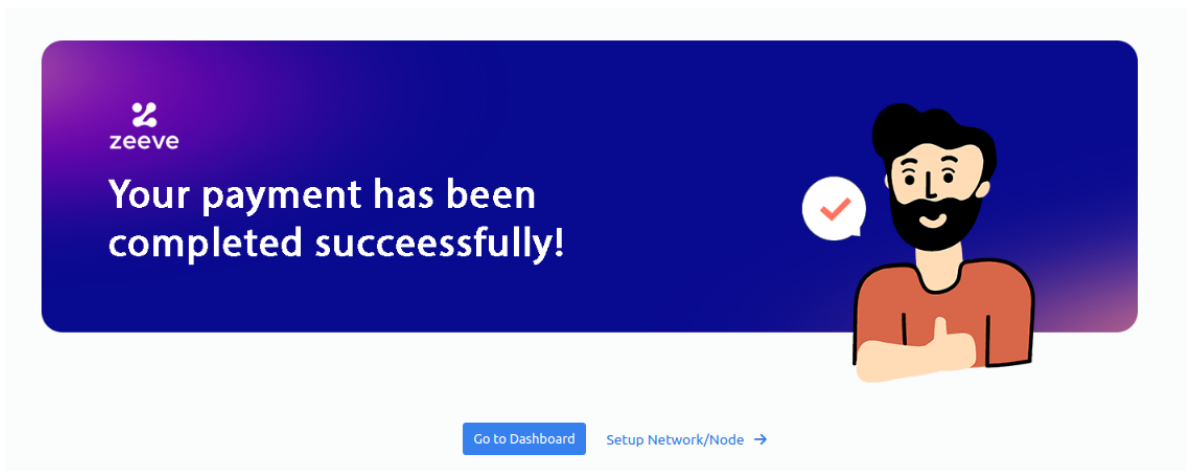 zeeve
Your payment has been
completed succeessfully!
Go to Dashboard
Setup Network/Node →